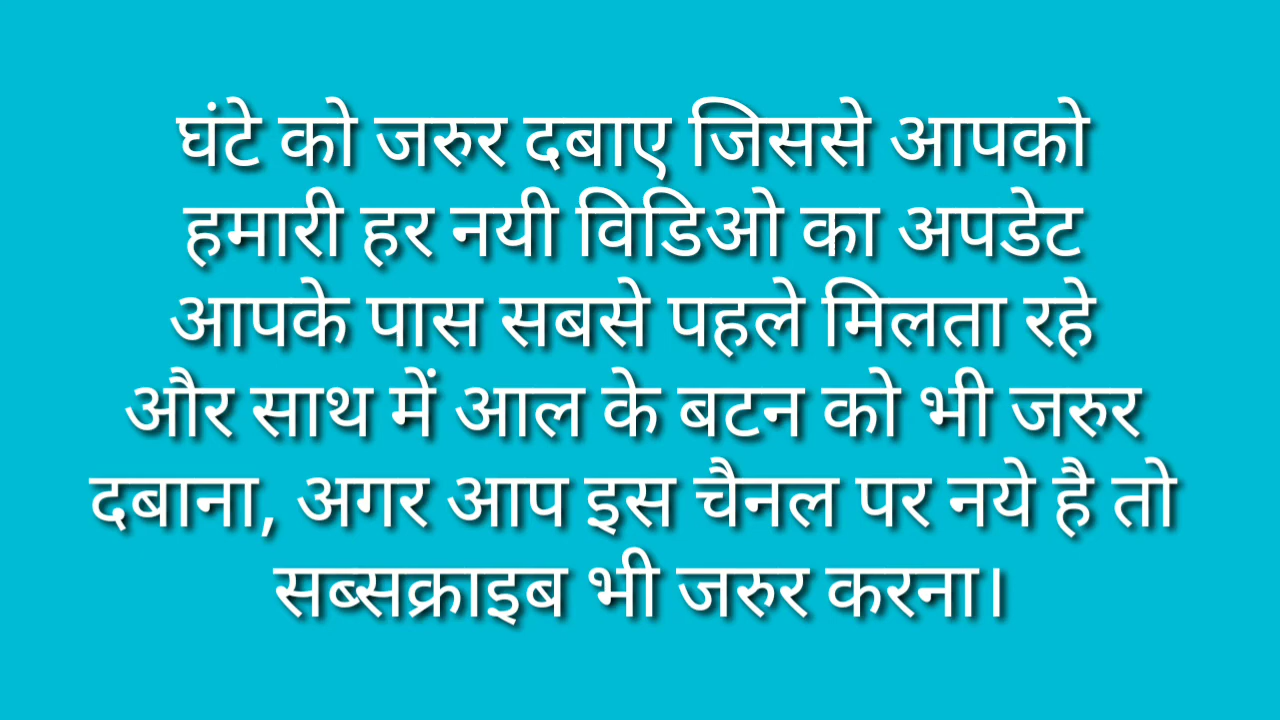 घंटे को जरुर दबाए जिससे आपको
हमारी हर नयी विडिओ का अपडेट
आपके पास सबसे पहले मिलता रहे
और साथ में आल के बटन को भी जरुर
दबाना, अगर आप इस चैनल पर नये है तो
सब्सक्राइब भी जरुर करना।